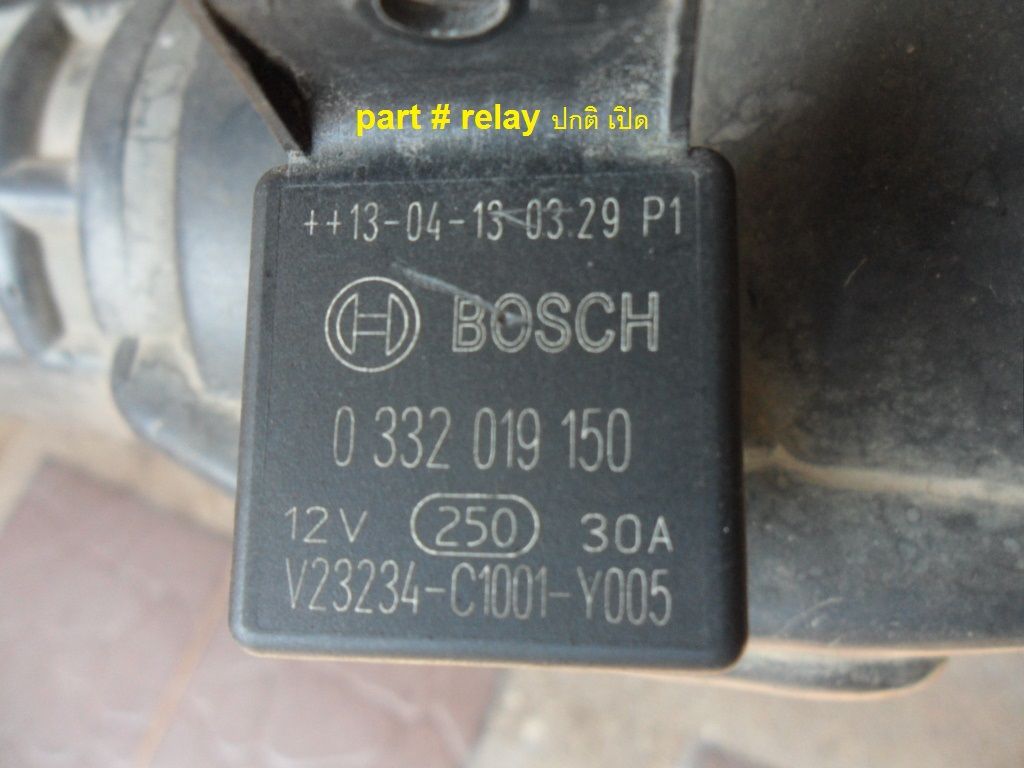 part # relay ปกติ เปิด
++13-04-13 03.29 P1
BOSCH
0 332 019 150
12V 250 30A
V23234-C1001-Y005